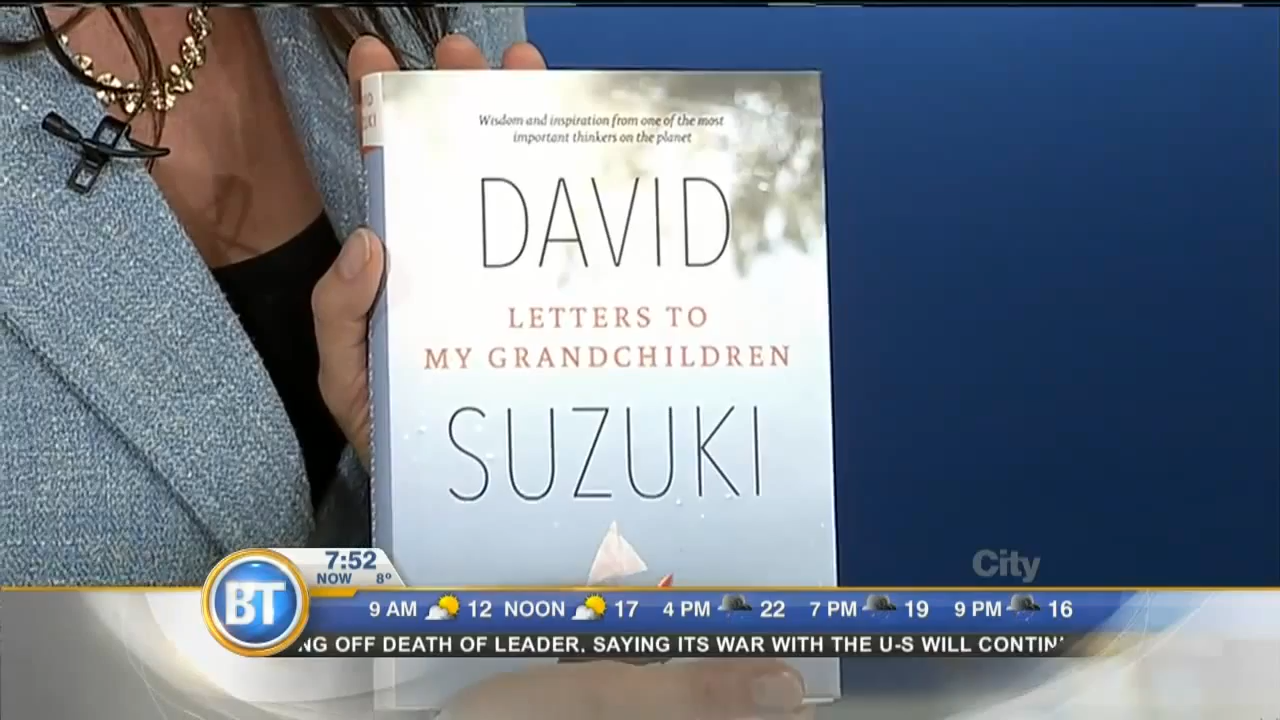 Wisdom and inspiration from one of the most
important thinkers on the planet
DAVID
LETTERS TO
MY GRANDCHILDREN
SUZUKI
City
7:52
NOW 8°
BT
9 AM 12 NOON 17 4 PM 22 7 PM 19 9 PM 16
OFF DEATH OF LEADER, SAYING ITS WAR WITH THE U-S WILL